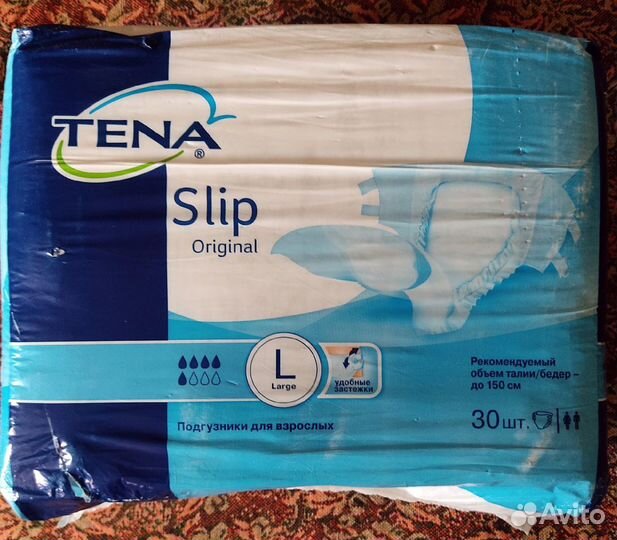 TENA
®
Slip
Original
L
Large
удобные
застежки
Рекомендуемый
объем талии/бедер –
до 150 см
Подгузники для взрослых
30 шт.
Avito